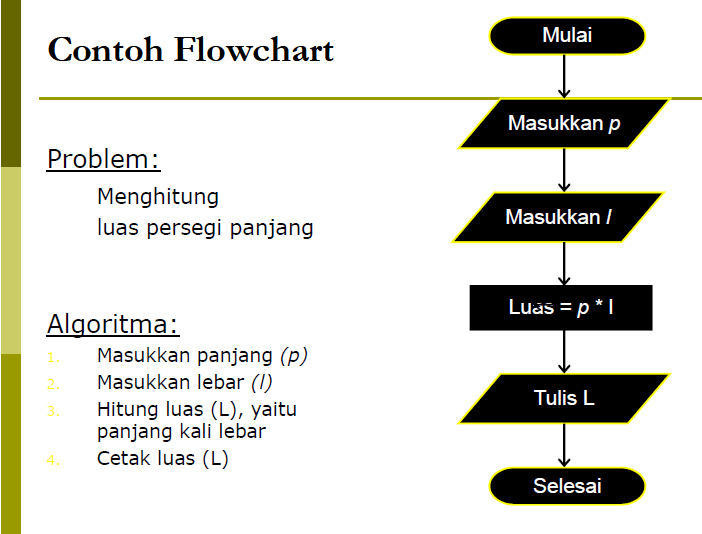 Contoh Flowchart
Problem:
Menghitung
luas persegi panjang
Algoritma:
1. Masukkan panjang (p)
2. Masukkan lebar (l)
3. Hitung luas (L), yaitu
panjang kali lebar
4. Cetak luas (L)
Mulai
Masukkan p
Masukkan l
Luas = p * l
Tulis L
Selesai